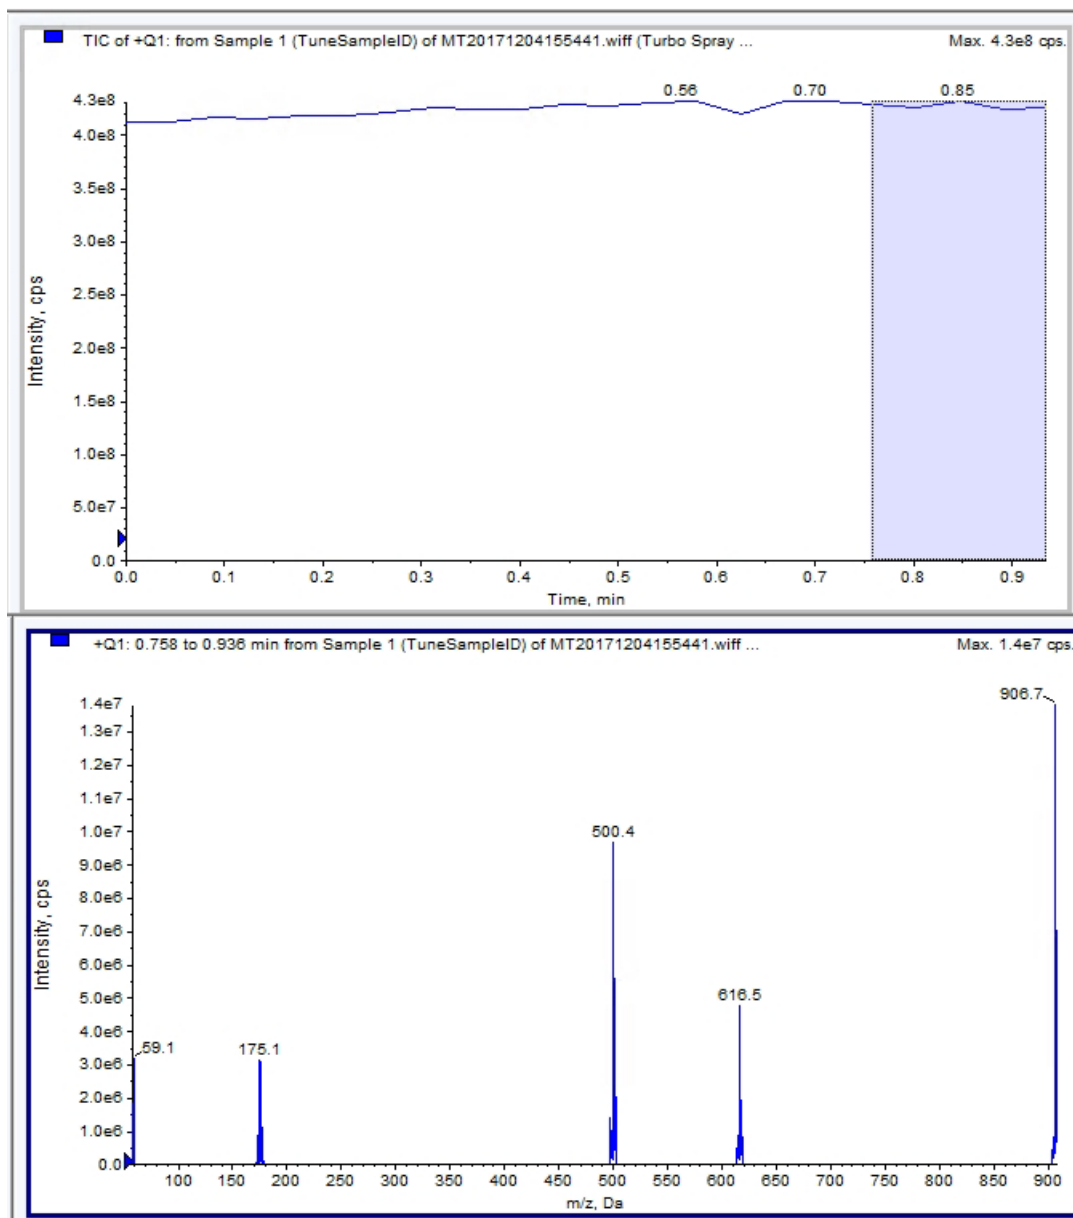 TIC of +Q1: from Sample 1 (TuneSampleID) of MT20171204155441.wiff (Turbo Spray ...
Max. 4.3e8 cps.
0.56
0.70
0.85
4.3e8
4.0e8
3.5e8
3.0e8
2.5e8
2.0e8
1.5e8
1.0e8
5.0e7
0.0
Intensity, cps
0.0 0.1 0.2 0.3 0.4 0.5 0.6 0.7 0.8 0.9
Time, min
+Q1: 0.758 to 0.936 min from Sample 1 (TuneSampleID) of MT20171204155441.wiff ...
Max. 1.4e7 cps.
906.7
500.4
616.5
59.1
175.1
1.4e7
1.3e7
1.2e7
1.1e7
1.0e7
9.0e6
8.0e6
7.0e6
6.0e6
5.0e6
4.0e6
3.0e6
2.0e6
1.0e6
0.0
Intensity, cps
100 150 200 250 300 350 400 450 500 550 600 650 700 750 800 850 900
m/z, Da